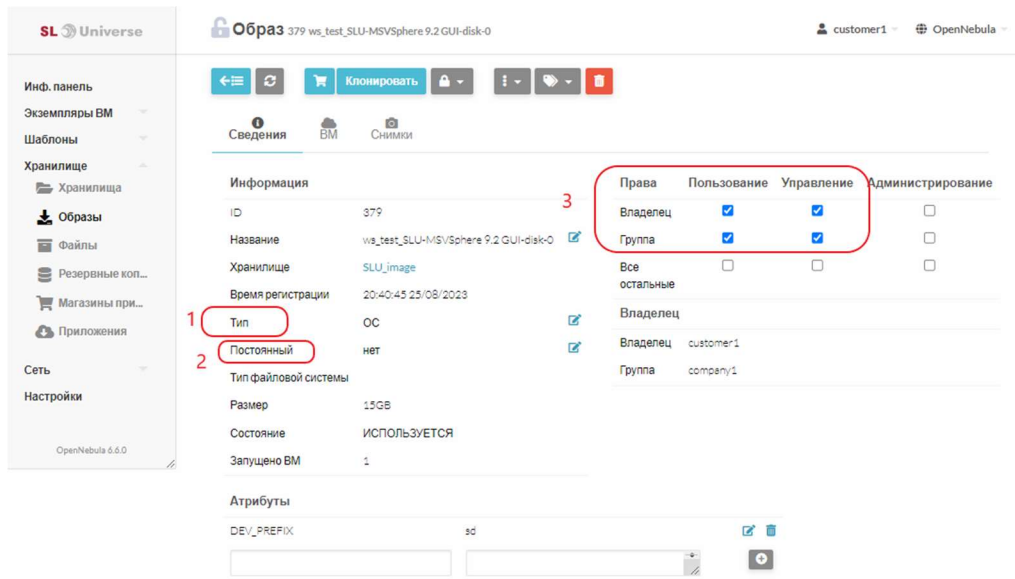 SL Universe
Образ 379 ws_test_SLU-MSVSphere 9.2 GUI-disk-0
customer1
OpenNebula
Инф. панель
Экземпляры ВМ
Шаблоны
Хранилище
Хранилища
Образы
Файлы
Резервные коп...
Магазины при...
Приложения
Сеть
Настройки
OpenNebula 6.6.0
Клонировать
Сведения
ВМ
Снимки
Информация
ID 379
Название ws_test_SLU-MSVSphere 9.2 GUI-disk-0
Хранилище SLU_image
Время регистрации 20:40:45 25/08/2023
1
Тип ОС
2
Постоянный нет
Тип файловой системы
Размер 15GB
Состояние ИСПОЛЬЗУЕТСЯ
Запущено ВМ 1
3
Права Пользование Управление Администрирование
Владелец
Группа
Все
остальные
Владелец
Владелец customer1
Группа company1
Атрибуты
DEV_PREFIX sd